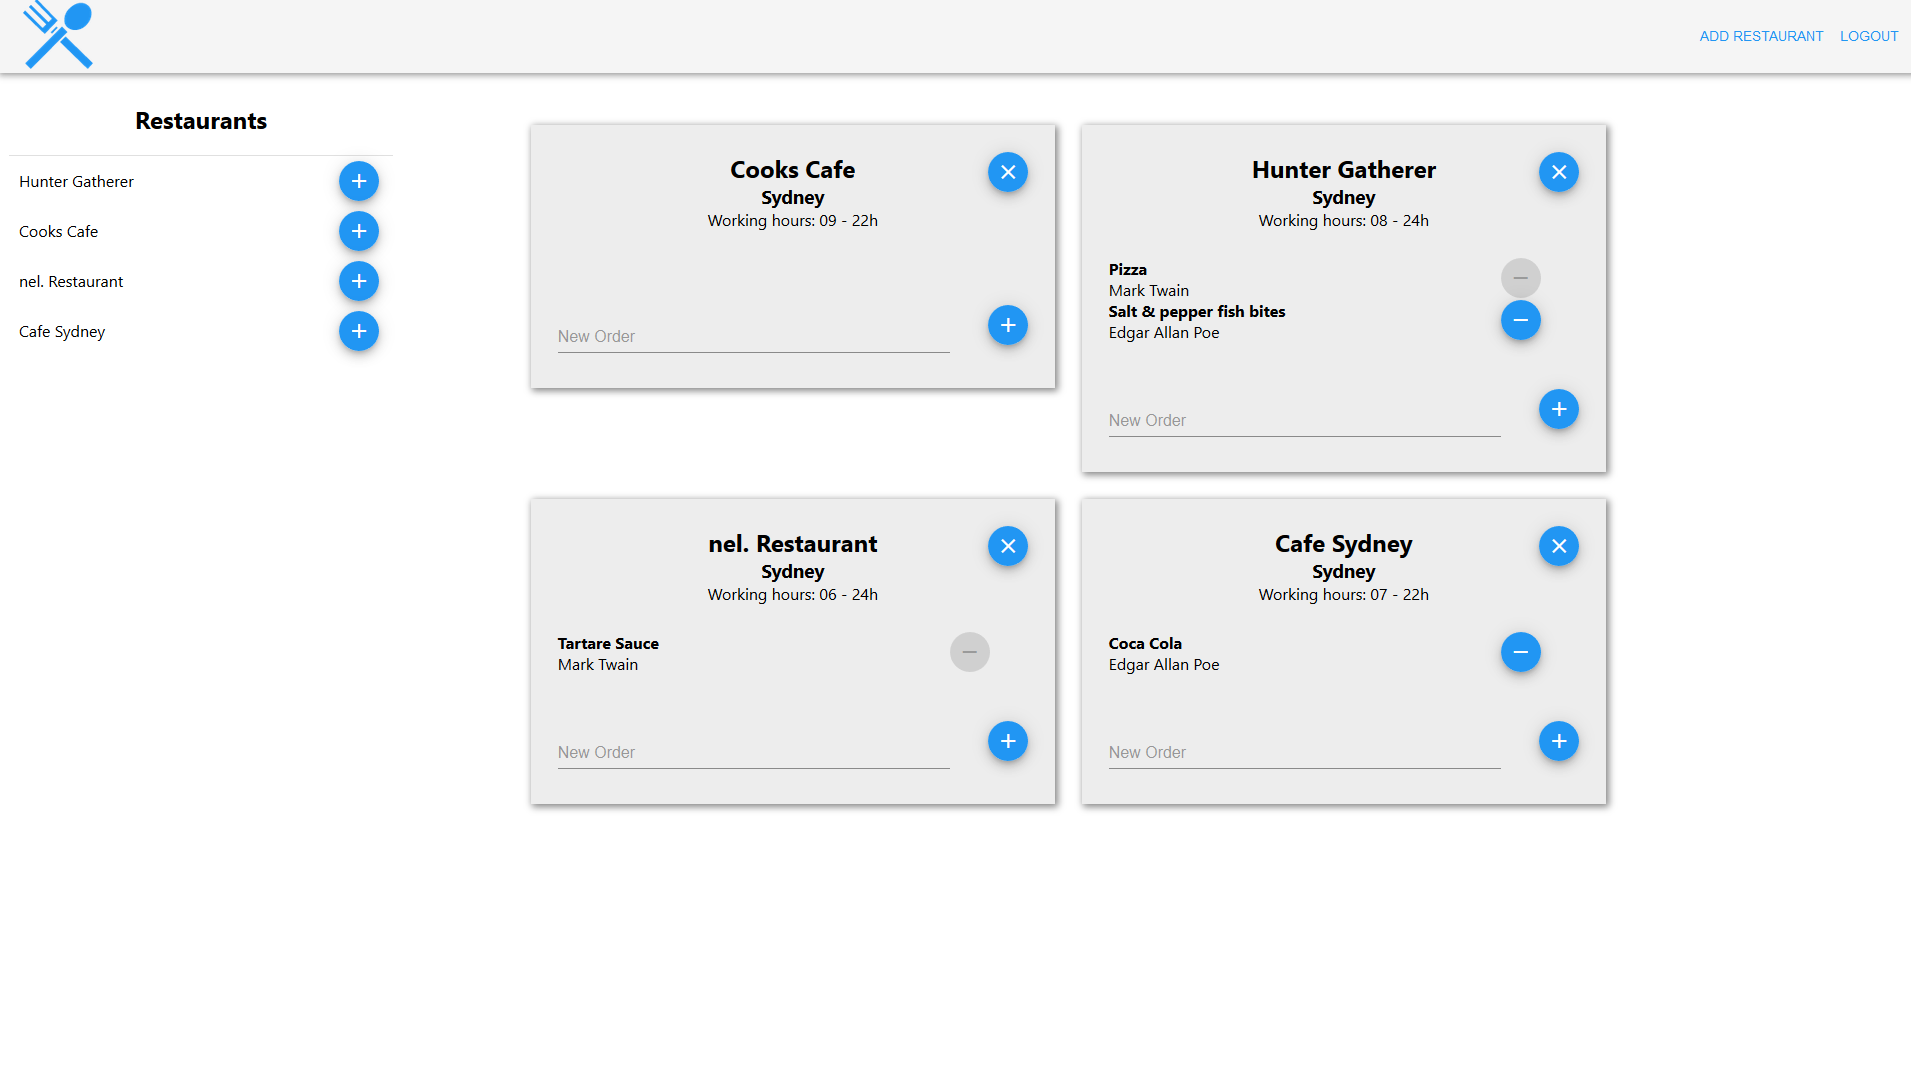 ADD RESTAURANT
LOGOUT
Restaurants
Hunter Gatherer
Cooks Cafe
nel. Restaurant
Cafe Sydney
Cooks Cafe
Sydney
Working hours: 09 - 22h
New Order
Hunter Gatherer
Sydney
Working hours: 08 - 24h
Pizza
Mark Twain
Salt & pepper fish bites
Edgar Allan Poe
New Order
nel. Restaurant
Sydney
Working hours: 06 - 24h
Tartare Sauce
Mark Twain
New Order
Cafe Sydney
Sydney
Working hours: 07 - 22h
Coca Cola
Edgar Allan Poe
New Order